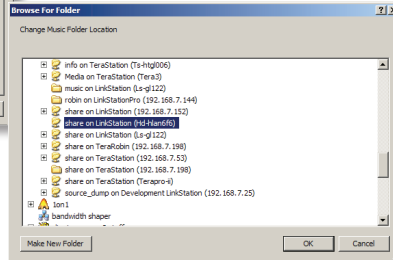 Browse For Folder
Change Music Folder Location
info on TeraStation (Ts-htgl006)
Media on TeraStation (Tera3)
music on LinkStation (Ls-gl122)
robin on LinkStationPro (192.168.7.144)
share on LinkStation (192.168.7.152)
share on LinkStation (Hd-hlan6f6)
share on LinkStation (Ls-gl122)
share on TeraRobin (192.168.7.198)
share on TeraStation (192.168.7.53)
share on TeraStation (192.168.7.198)
share on TeraStation (Terapro-ii)
source_dump on Development LinkStation (192.168.7.25)
1on1
bandwidth shaper
Make New Folder
OK
Cancel